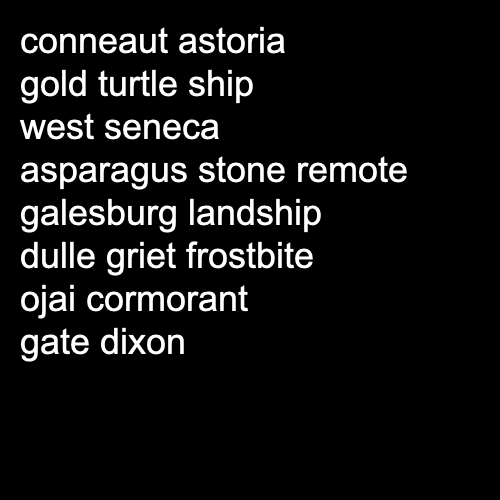 conneaut astoria
gold turtle ship
west seneca
asparagus stone remote
galesburg landship
dulle griet frostbite
ojai cormorant
gate dixon